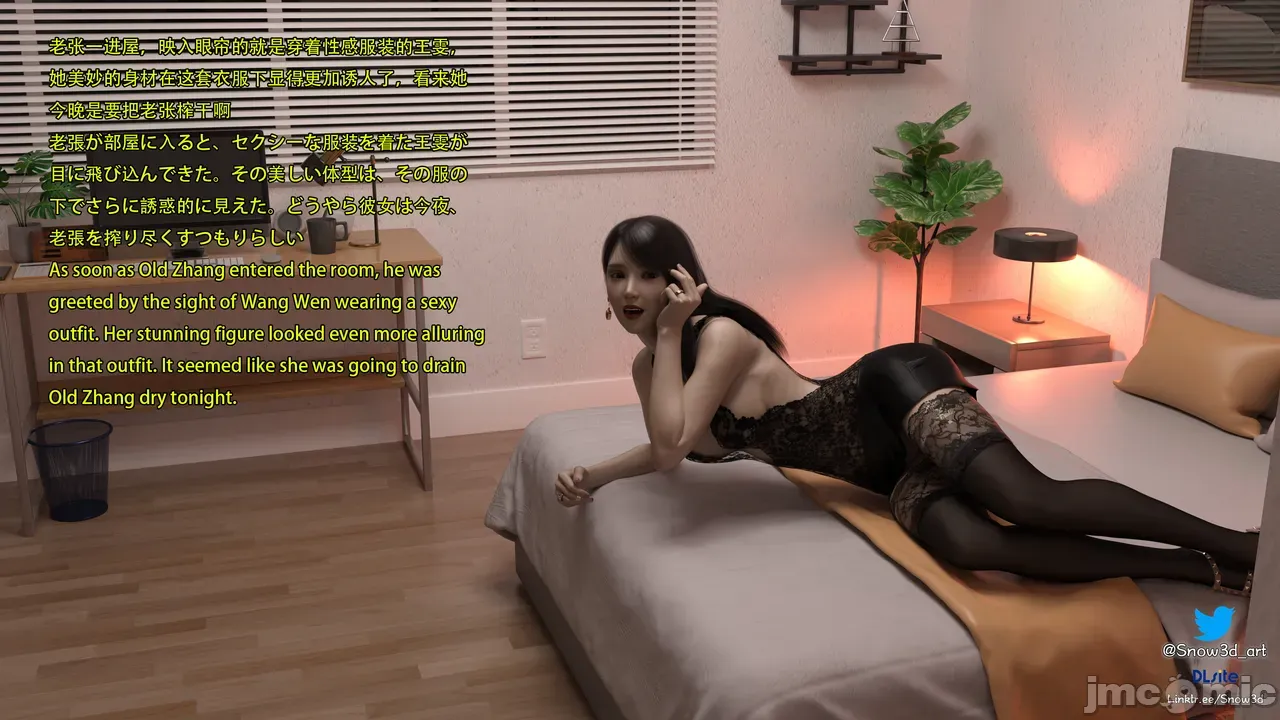 老张一进屋，映入眼帘的就是穿着性感服装的王雯，
她美妙的身材在这套衣服下显得更加诱人了，看来她
今晚是要把老张榨干啊
老張が部屋に入ると、セクシーな服装を着た王雯が
目に飛び込んできた。その美しい体型は、その服の
下でさらに誘惑的に見えた。どうやら彼女は今夜、
老張を搾り尽くすつもりらしい
As soon as Old Zhang entered the room, he was
greeted by the sight of Wang Wen wearing a sexy
outfit. Her stunning figure looked even more alluring
in that outfit. It seemed like she was going to drain
Old Zhang dry tonight.
@Snow3d_art
DLsite
jmcomic
Linktr.ee/Snow3d